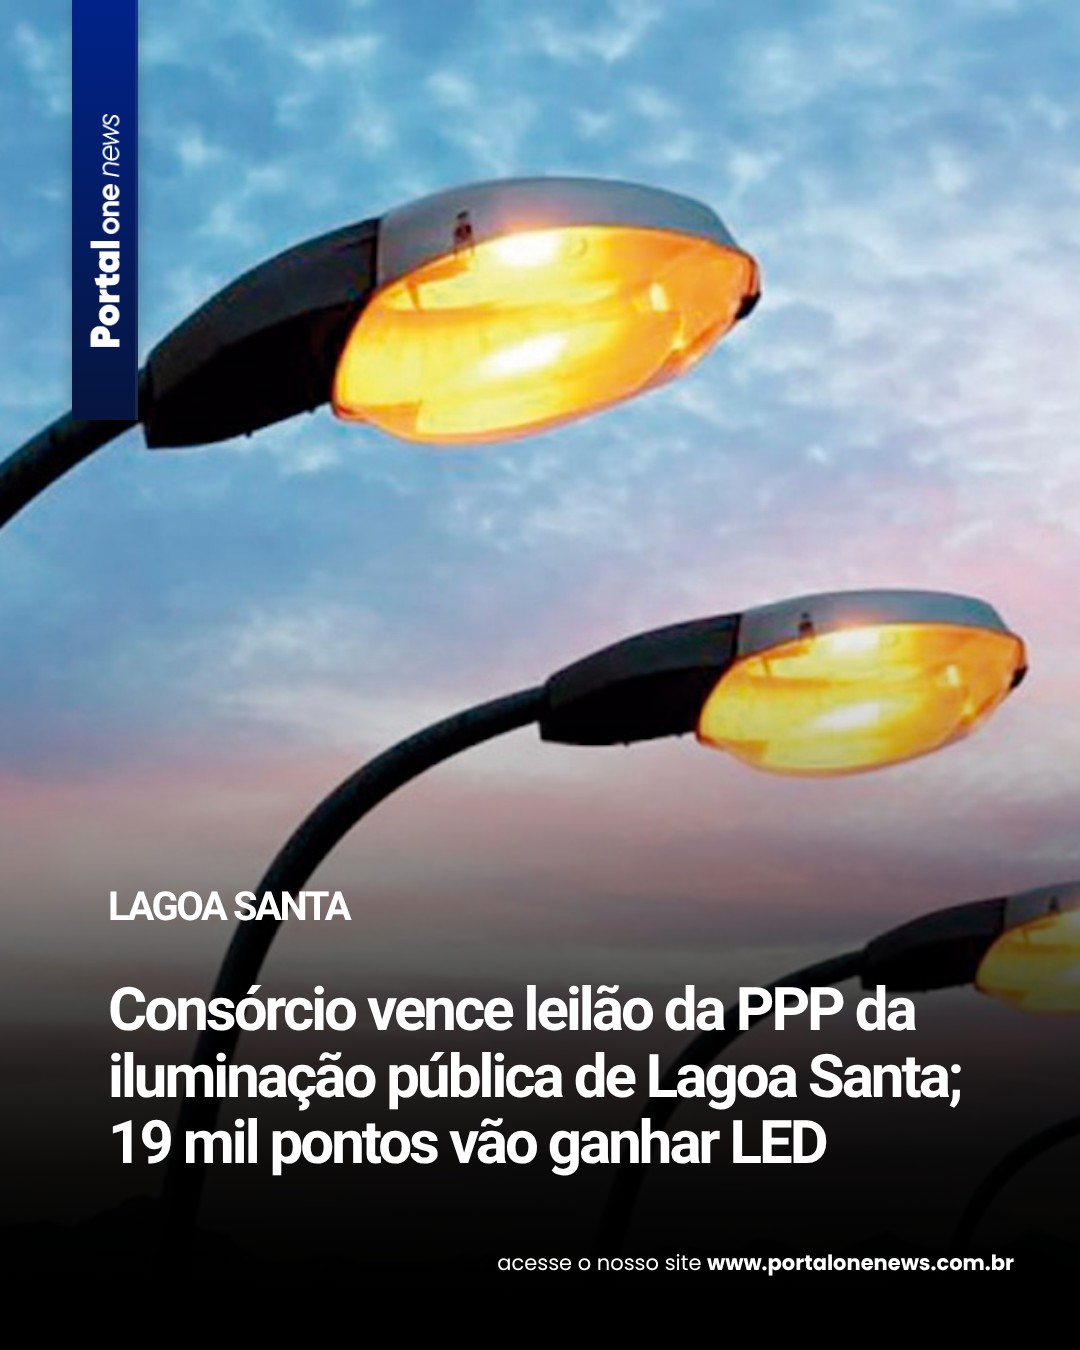 Portal one news
LAGOA SANTA
Consórcio vence leilão da PPP da
iluminação pública de Lagoa Santa;
19 mil pontos vão ganhar LED
acesse o nosso site www.portalonenews.com.br